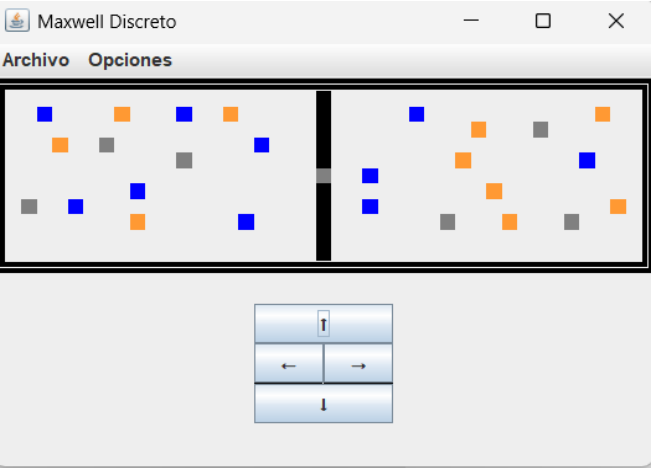 Maxwell Discreto
Archivo Opciones
↑
← →
↓